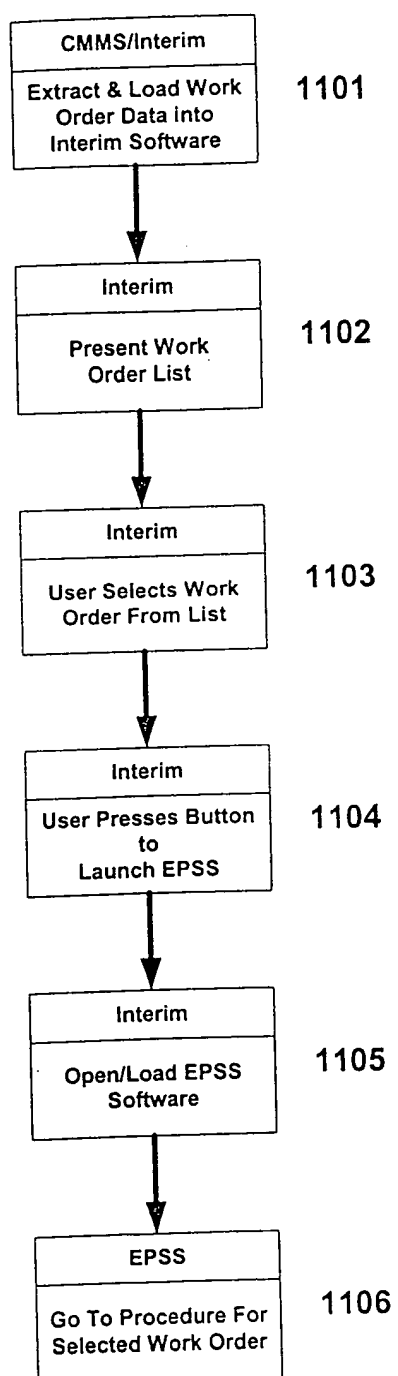 CMMS/Interim
Extract & Load Work
Order Data into
Interim Software
1101
Interim
Present Work
Order List
1102
Interim
User Selects Work
Order From List
1103
Interim
User Presses Button
to
Launch EPSS
1104
Interim
Open/Load EPSS
Software
1105
EPSS
Go To Procedure For
Selected Work Order
1106